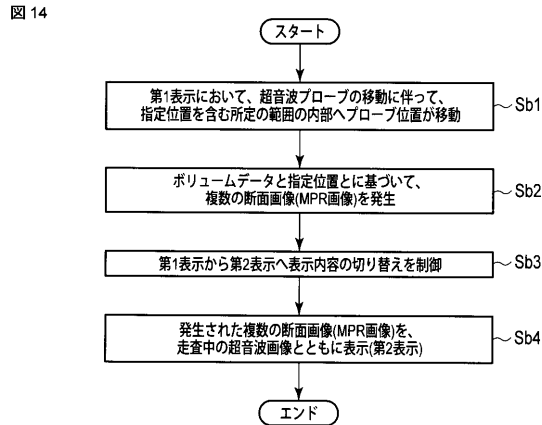 図 14
スタート
第1表示において、超音波プローブの移動に伴って、
指定位置を含む所定の範囲の内部へプローブ位置が移動
Sb1
ボリュームデータと指定位置とに基づいて、
複数の断面画像(MPR画像)を発生
Sb2
第1表示から第2表示へ表示内容の切り替えを制御
Sb3
発生された複数の断面画像(MPR画像)を、
走査中の超音波画像とともに表示(第2表示)
Sb4
エンド